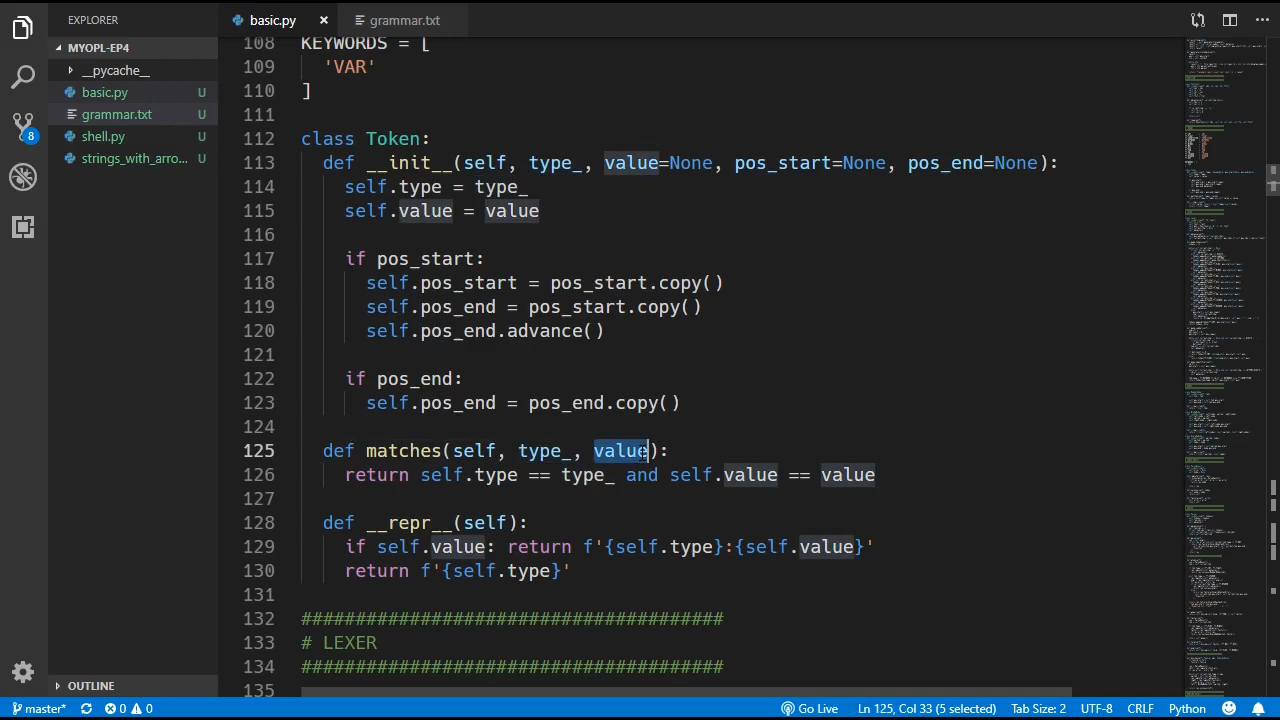 EXPLORER
basic.py ×
grammar.txt
MYOPL-EP4
__pycache__
basic.py U
grammar.txt U
shell.py U
strings_with_arro... U
OUTLINE
108 KEYWORDS = [
109 'VAR'
110 ]
111
112 class Token:
113 def __init__(self, type_, value=None, pos_start=None, pos_end=None):
114 self.type = type_
115 self.value = value
116
117 if pos_start:
118 self.pos_start = pos_start.copy()
119 self.pos_end = pos_start.copy()
120 self.pos_end.advance()
121
122 if pos_end:
123 self.pos_end = pos_end.copy()
124
125 def matches(self, type_, value):
126 return self.type == type_ and self.value == value
127
128 def __repr__(self):
129 if self.value: return f'{self.type}:{self.value}'
130 return f'{self.type}'
131
132 #######################################
133 # LEXER
134 #######################################
135
8
master* 0 0 Go Live Ln 125, Col 33 (5 selected) Tab Size: 2 UTF-8 CRLF Python